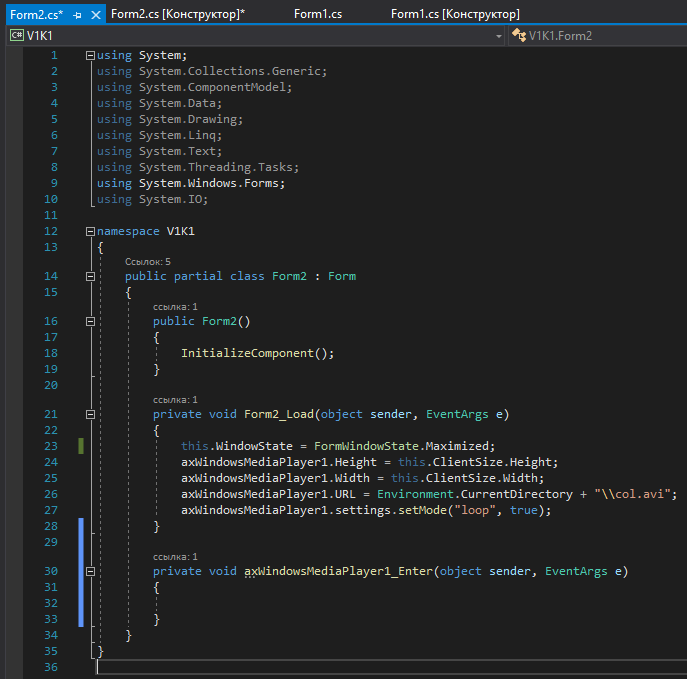 Form2.cs* Form2.cs [Конструктор]* Form1.cs Form1.cs [Конструктор]
C# V1K1 V1K1.Form2
1 using System;
2 using System.Collections.Generic;
3 using System.ComponentModel;
4 using System.Data;
5 using System.Drawing;
6 using System.Linq;
7 using System.Text;
8 using System.Threading.Tasks;
9 using System.Windows.Forms;
10 using System.IO;
11
12 namespace V1K1
13 {
Ссылок: 5
14 public partial class Form2 : Form
15 {
ссылка: 1
16 public Form2()
17 {
18 InitializeComponent();
19 }
20
ссылка: 1
21 private void Form2_Load(object sender, EventArgs e)
22 {
23 this.WindowState = FormWindowState.Maximized;
24 axWindowsMediaPlayer1.Height = this.ClientSize.Height;
25 axWindowsMediaPlayer1.Width = this.ClientSize.Width;
26 axWindowsMediaPlayer1.URL = Environment.CurrentDirectory + "\\col.avi";
27 axWindowsMediaPlayer1.settings.setMode("loop", true);
28 }
29
ссылка: 1
30 private void axWindowsMediaPlayer1_Enter(object sender, EventArgs e)
31 {
32
33 }
34 }
35 }
36